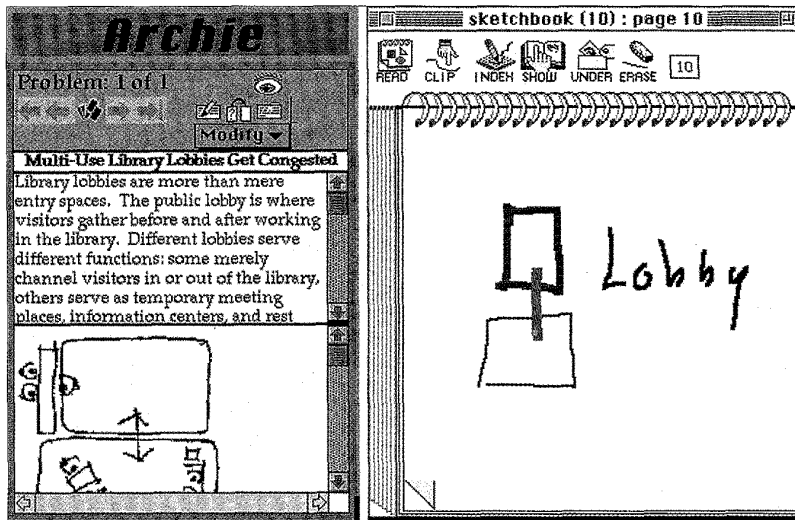 Archie
Problem: 1 of 1
Modify
Multi-Use Library Lobbies Get Congested
Library lobbies are more than mere
entry spaces. The public lobby is where
visitors gather before and after working
in the library. Different lobbies serve
different functions: some merely
channel visitors in or out of the library,
others serve as temporary meeting
places, information centers, and rest
sketchbook (10) : page 10
READ CLIP INDEX SHOW UNDER ERASE 10
Lobby